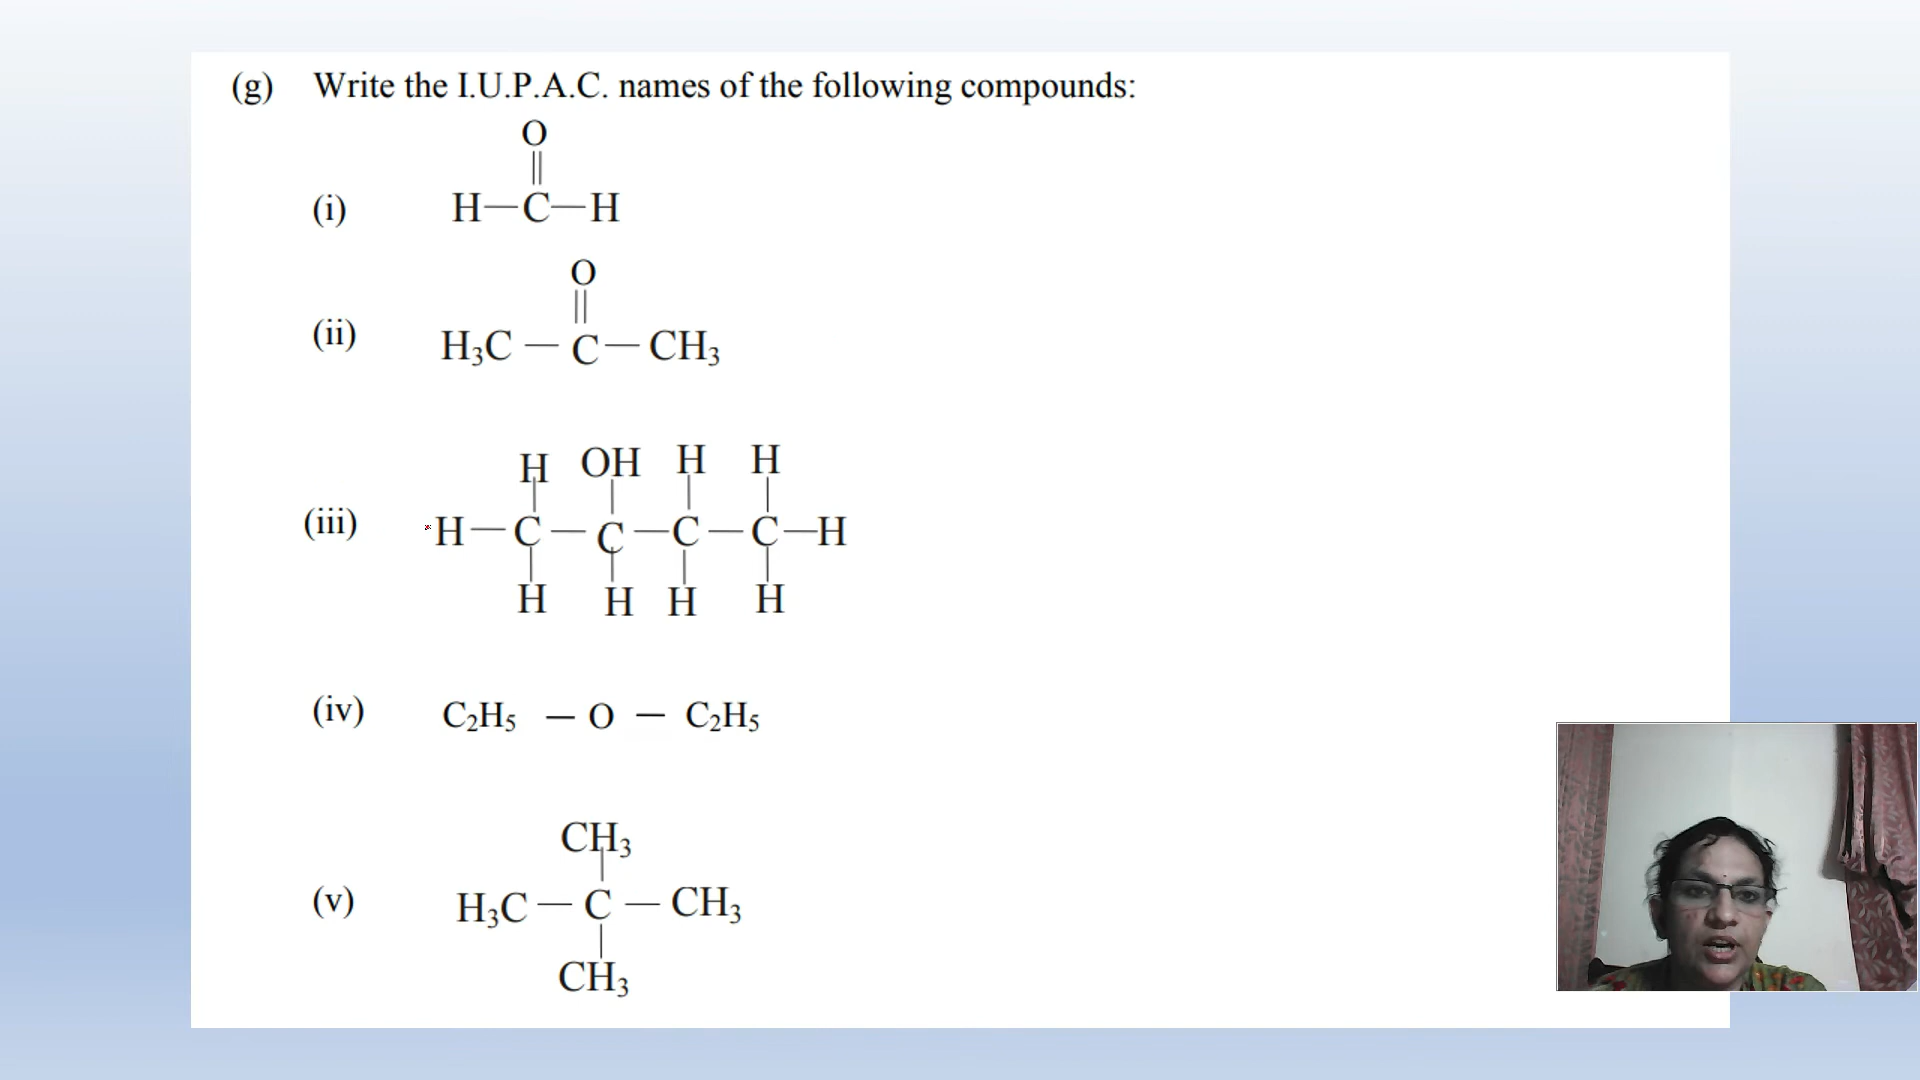 (g) Write the I.U.P.A.C. names of the following compounds:
O
||
(i) H—C—H
O
||
(ii) H₃C — C — CH₃
H OH H H
| | | |
(iii) H — C — C — C — C — H
| | | |
H H H H
(iv) C₂H₅ — O — C₂H₅
CH₃
|
(v) H₃C — C — CH₃
|
CH₃